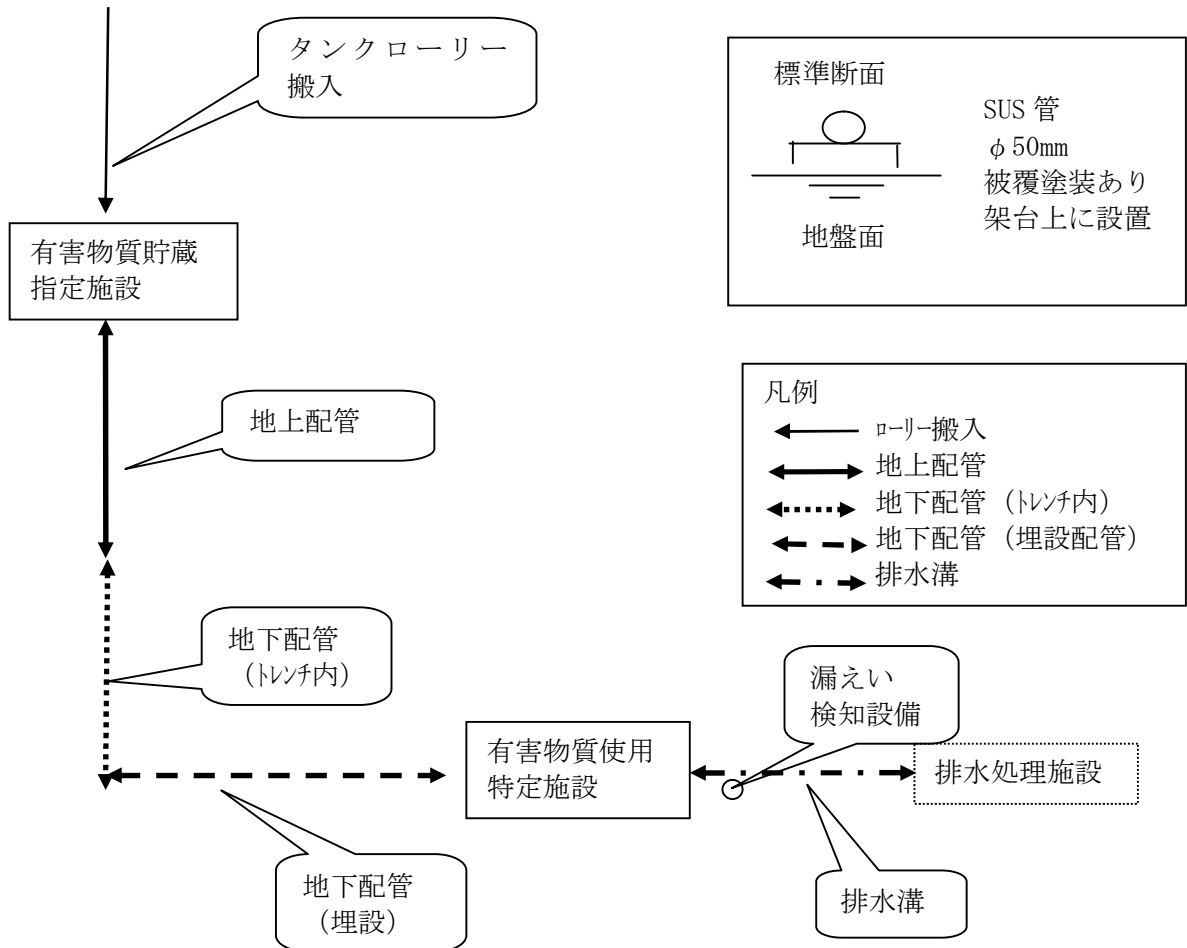 タンクローリー
搬入
標準断面
SUS 管
φ50mm
被覆塗装あり
架台上に設置
地盤面
有害物質貯蔵
指定施設
地上配管
凡例
ﾛｰﾘｰ搬入
地上配管
地下配管（ﾄﾚﾝﾁ内）
地下配管（埋設配管）
排水溝
地下配管
（ﾄﾚﾝﾁ内）
漏えい
検知設備
有害物質使用
特定施設
排水処理施設
地下配管
（埋設）
排水溝